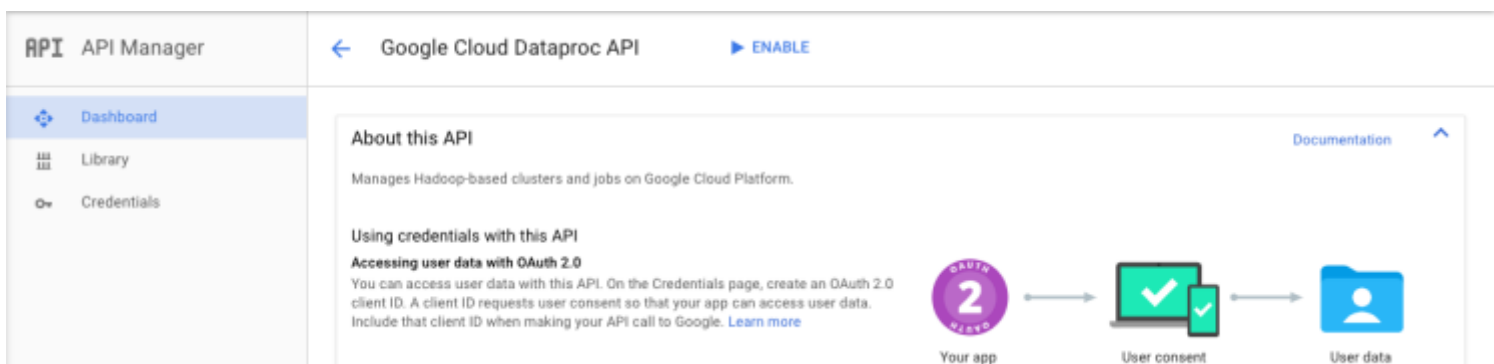 API API Manager
Google Cloud Dataproc API
ENABLE
Dashboard
Library
Credentials
About this API
Documentation
Manages Hadoop-based clusters and jobs on Google Cloud Platform.
Using credentials with this API
Accessing user data with OAuth 2.0
You can access user data with this API. On the Credentials page, create an OAuth 2.0
client ID. A client ID requests user consent so that your app can access user data.
Include that client ID when making your API call to Google. Learn more
OAUTH
2
OAUTH
Your app
User consent
User data